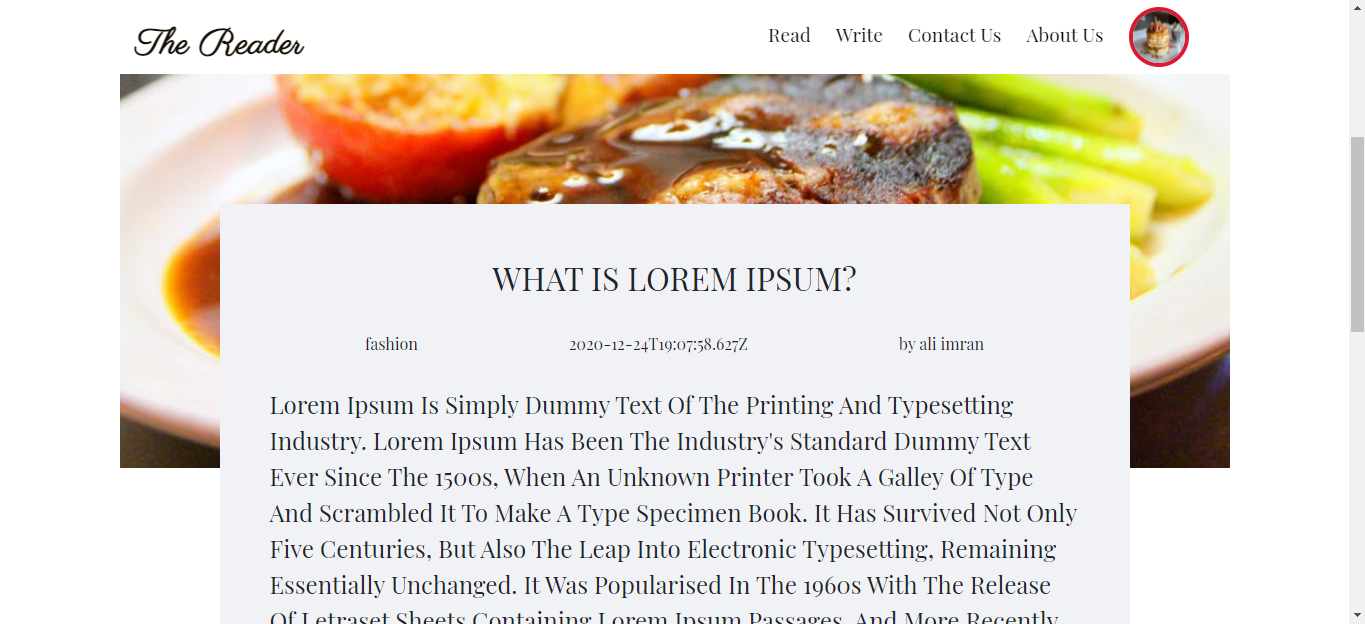 The Reader
Read Write Contact Us About Us
WHAT IS LOREM IPSUM?
fashion 2020-12-24T19:07:58.627Z by ali imran
Lorem Ipsum Is Simply Dummy Text Of The Printing And Typesetting
Industry. Lorem Ipsum Has Been The Industry's Standard Dummy Text
Ever Since The 1500s, When An Unknown Printer Took A Galley Of Type
And Scrambled It To Make A Type Specimen Book. It Has Survived Not Only
Five Centuries, But Also The Leap Into Electronic Typesetting, Remaining
Essentially Unchanged. It Was Popularised In The 1960s With The Release
Of Letraset Sheets Containing Lorem Ipsum Passages, And More Recently